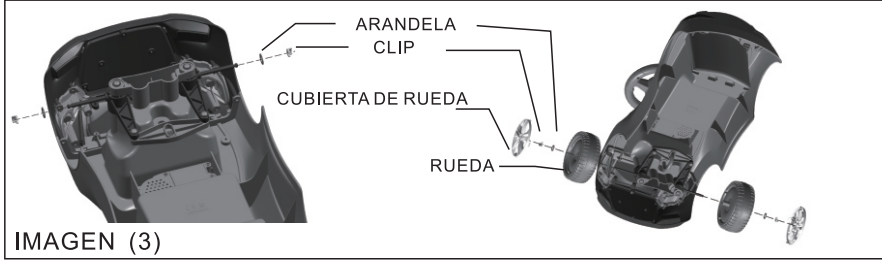 ARANDELA
CLIP
CUBIERTA DE RUEDA
RUEDA
IMAGEN (3)